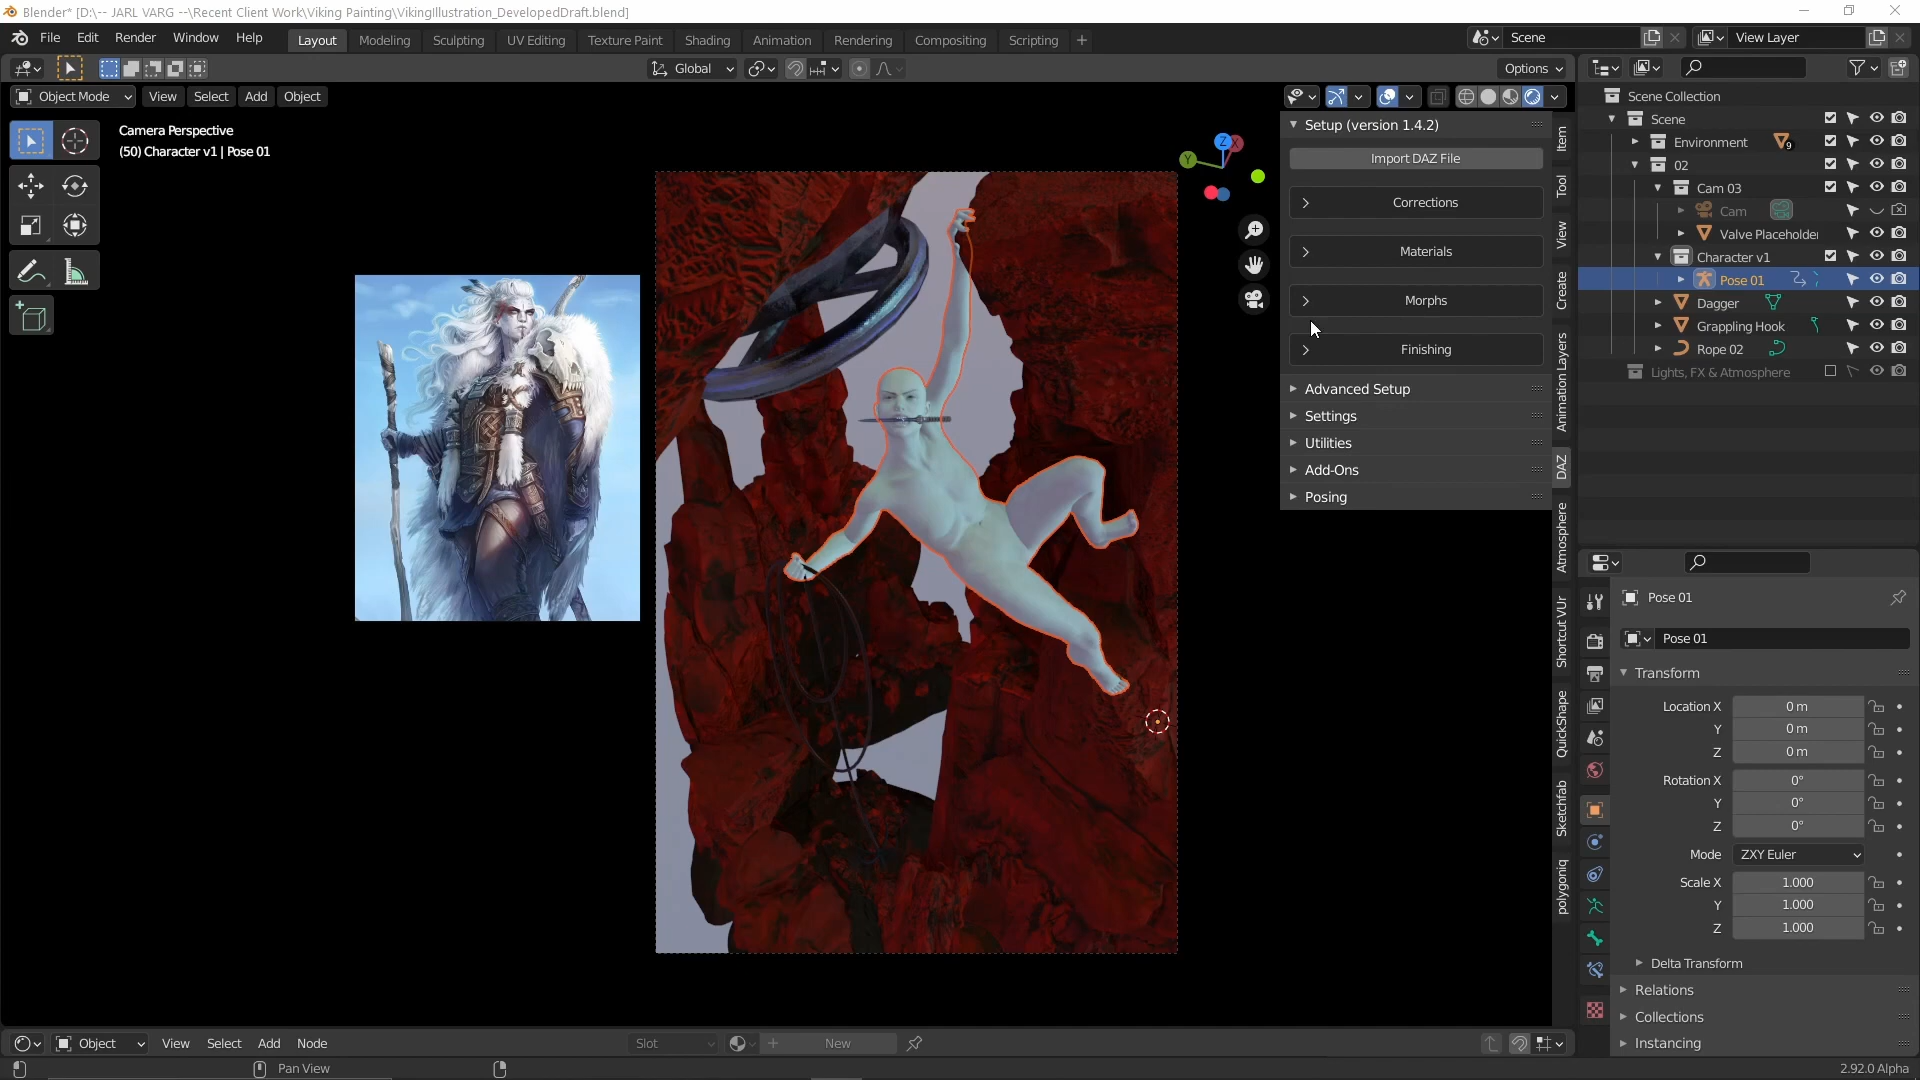 Blender* [D:\-- JARL VARG --\Recent Client Work\Viking Painting\VikingIllustration_DevelopedDraft.blend]
File Edit Render Window Help Layout Modeling Sculpting UV Editing Texture Paint Shading Animation Rendering Compositing Scripting + Scene View Layer
Global Options
Object Mode View Select Add Object
Camera Perspective
(50) Character v1 | Pose 01
Z X Y
Setup (version 1.4.2)
Import DAZ File
Corrections
Materials
Morphs
Finishing
Advanced Setup
Settings
Utilities
Add-Ons
Posing
Item
Tool
View
Create
Animation Layers
DAZ
Atmosphere
Shortcut VUr
QuickShape
Sketchfab
polygoniq
Scene Collection
Scene
Environment 9
02
Cam 03
Cam
Valve Placeholder
Character v1
Pose 01
Dagger
Grappling Hook
Rope 02
Lights, FX & Atmosphere
Pose 01
Pose 01
Transform
Location X 0 m
Y 0 m
Z 0 m
Rotation X 0°
Y 0°
Z 0°
Mode ZXY Euler
Scale X 1.000
Y 1.000
Z 1.000
Delta Transform
Relations
Collections
Instancing
Object View Select Add Node Slot New
Pan View
2.92.0 Alpha